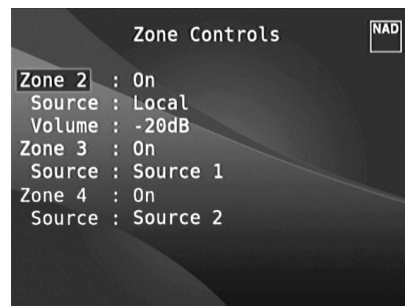 Zone Controls
NAD
Zone 2 : On
Source : Local
Volume : -20dB
Zone 3 : On
Source : Source 1
Zone 4 : On
Source : Source 2